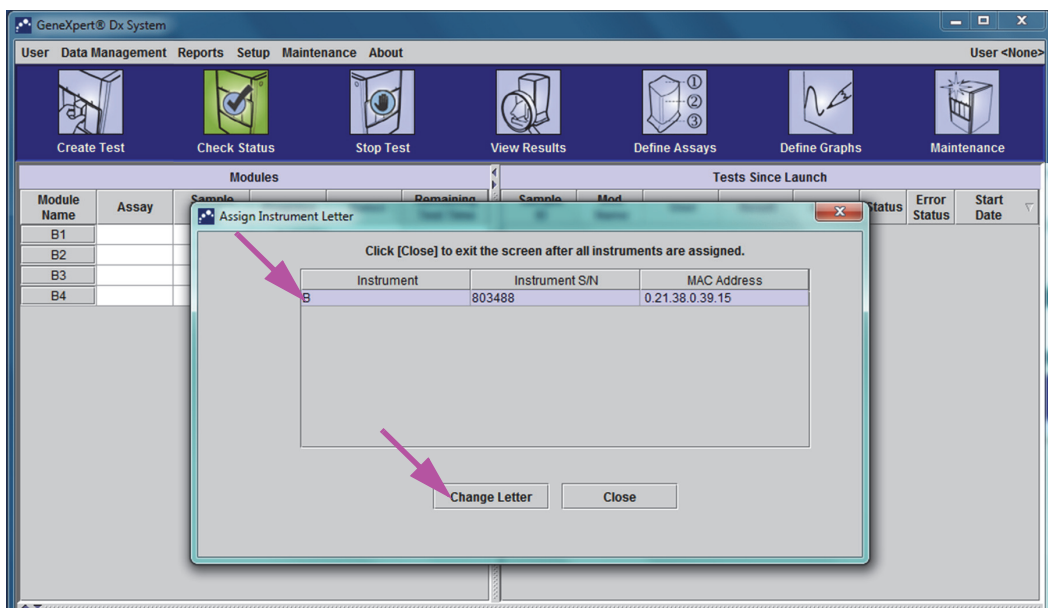 GeneXpert® Dx System
User Data Management Reports Setup Maintenance About User <None>
① ② ③
Create Test Check Status Stop Test View Results Define Assays Define Graphs Maintenance
Modules Tests Since Launch
Module Name Assay Sample Remaining Sample Mod Status Error Status Start Date
Assign Instrument Letter
Click [Close] to exit the screen after all instruments are assigned.
Instrument Instrument S/N MAC Address
B 803488 0.21.38.0.39.15
B1
B2
B3
B4
Change Letter Close